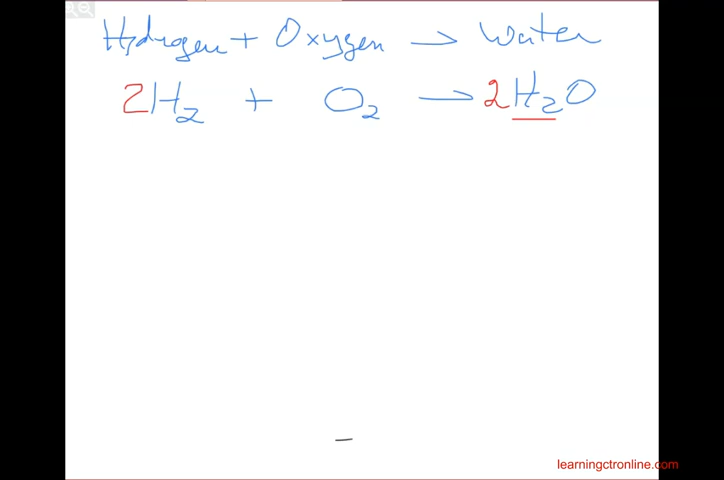 Hydrogen + Oxygen → Water
2H₂ + O₂ → 2H₂O
learningctronline.com